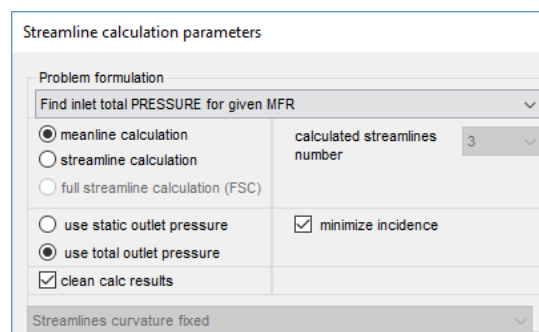 Streamline calculation parameters
Problem formulation
Find inlet total PRESSURE for given MFR
meanline calculation
streamline calculation
full streamline calculation (FSC)
calculated streamlines
number
3
use static outlet pressure
use total outlet pressure
minimize incidence
clean calc results
Streamlines curvature fixed